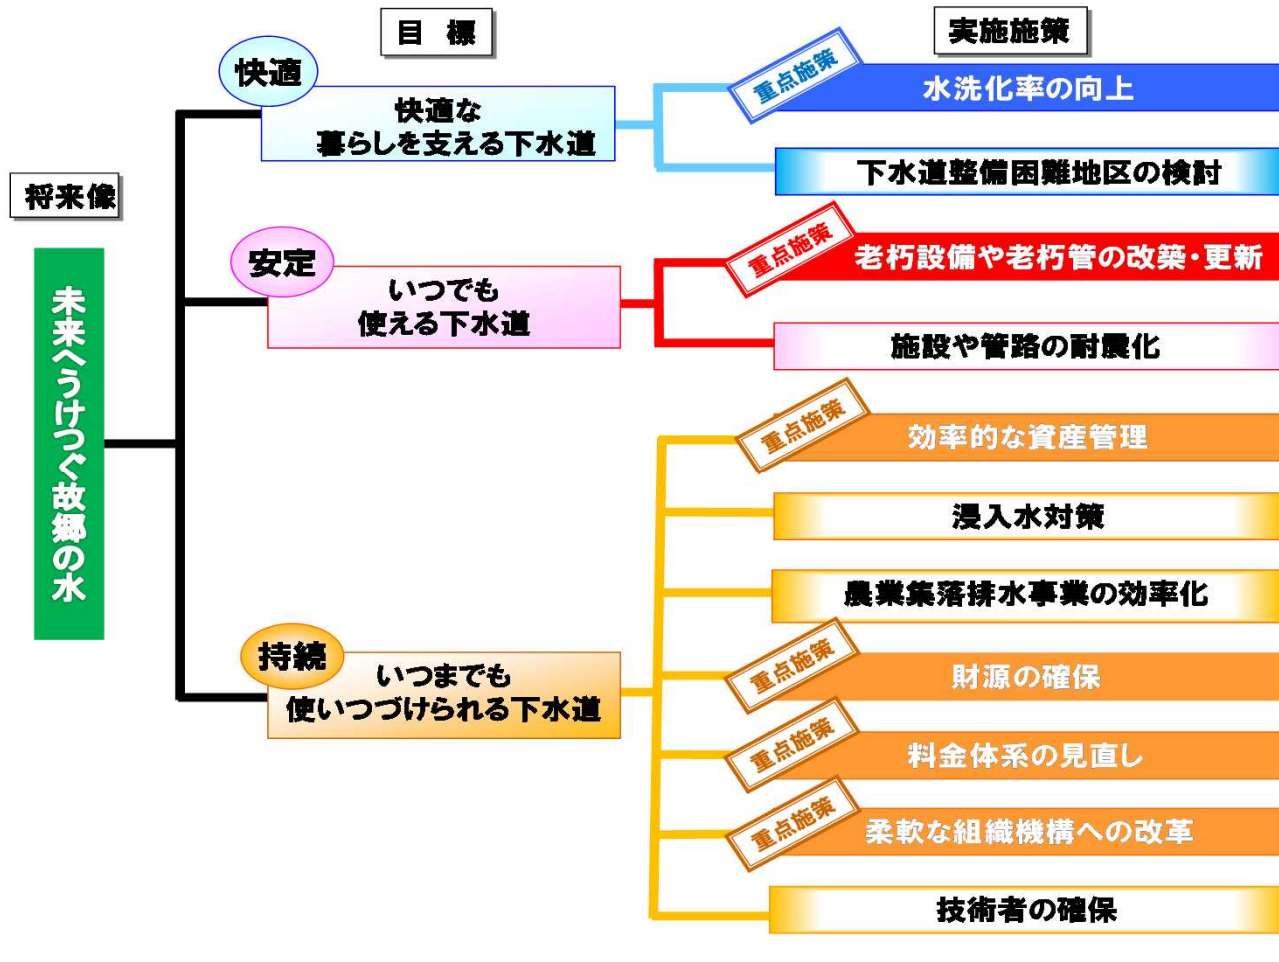 目 標
実施施策
将来像
未来へうけつぐ故郷の水
快適
快適な
暮らしを支える下水道
重点施策
水洗化率の向上
下水道整備困難地区の検討
安定
いつでも
使える下水道
重点施策
老朽設備や老朽管の改築・更新
施設や管路の耐震化
持続
いつまでも
使いつづけられる下水道
重点施策
効率的な資産管理
浸入水対策
農業集落排水事業の効率化
重点施策
財源の確保
重点施策
料金体系の見直し
重点施策
柔軟な組織機構への改革
技術者の確保